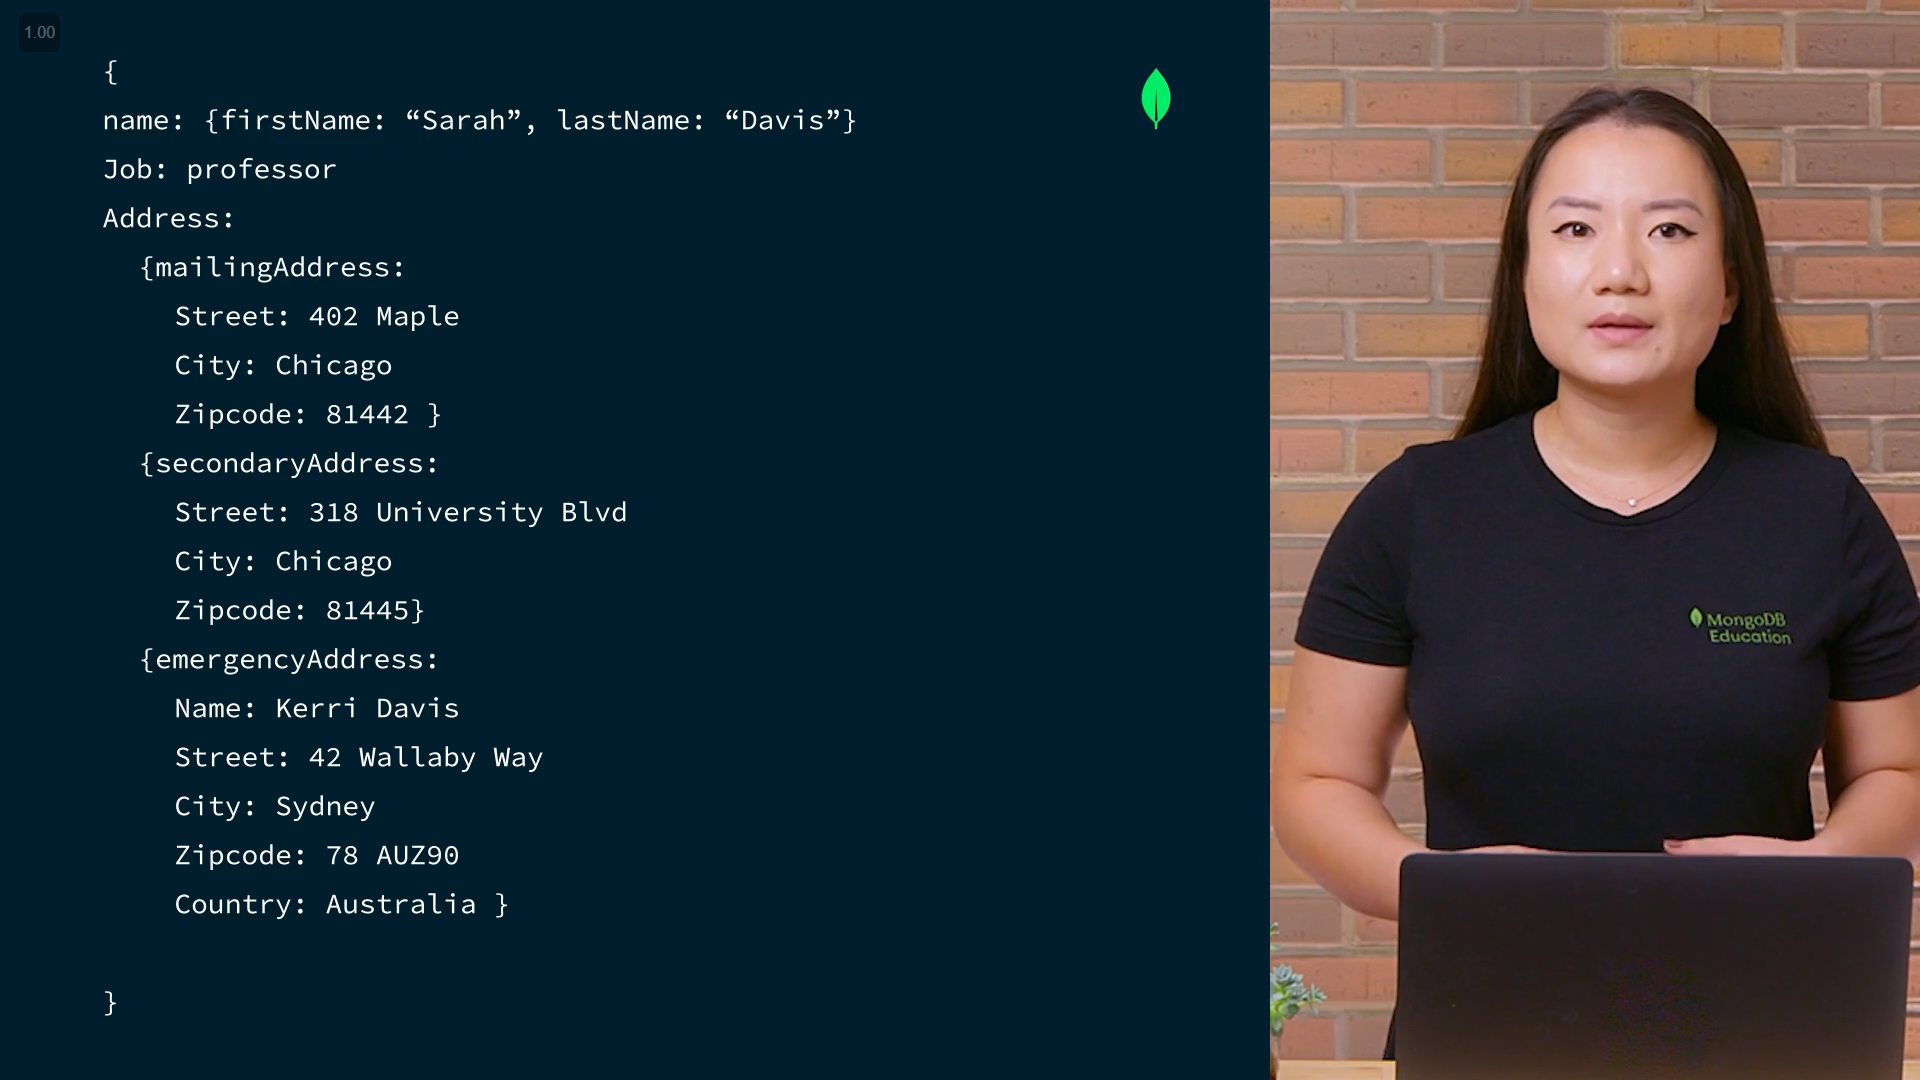 1.00
{
name: {firstName: “Sarah”, lastName: “Davis”}
Job: professor
Address:
{mailingAddress:
Street: 402 Maple
City: Chicago
Zipcode: 81442 }
{secondaryAddress:
Street: 318 University Blvd
City: Chicago
Zipcode: 81445}
{emergencyAddress:
Name: Kerri Davis
Street: 42 Wallaby Way
City: Sydney
Zipcode: 78 AUZ90
Country: Australia }
}
MongoDB
Education